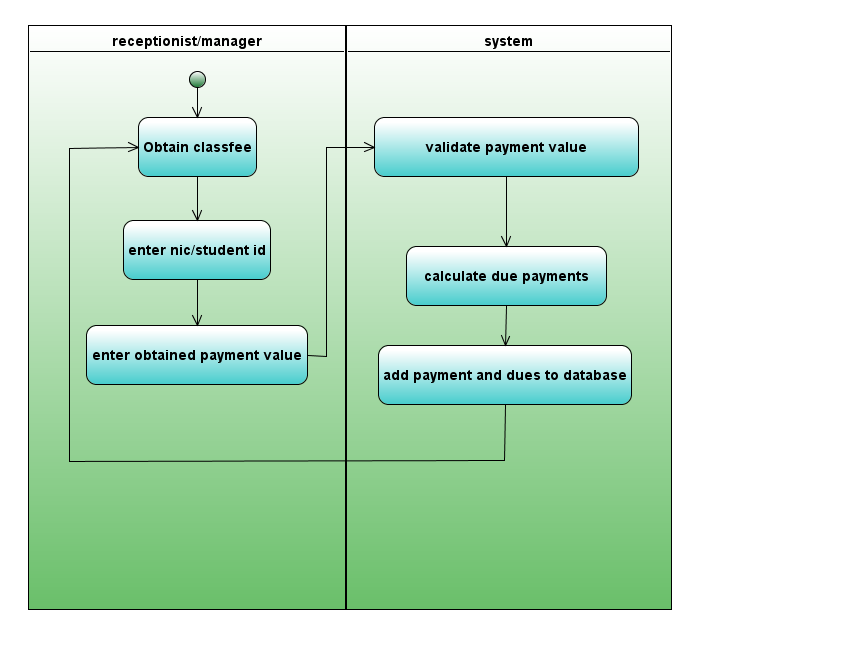 receptionist/manager
system
Obtain classfee
enter nic/student id
enter obtained payment value
validate payment value
calculate due payments
add payment and dues to database